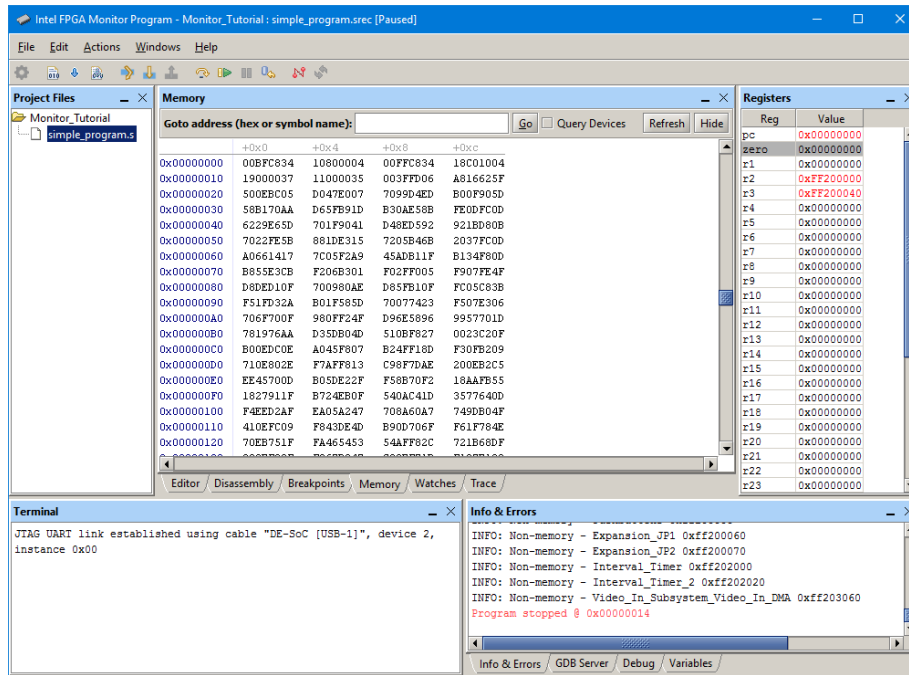 Intel FPGA Monitor Program - Monitor_Tutorial : simple_program.srec [Paused]
File Edit Actions Windows Help
Project Files
Monitor_Tutorial
simple_program.s
Memory
Goto address (hex or symbol name): Go Query Devices Refresh Hide
+0x0 +0x4 +0x8 +0xc
0x00000000 00BFC834 10800004 00FFC834 18C01004
0x00000010 19000037 11000035 003FFD06 A816625F
0x00000020 500EBC05 D047E007 7099D4ED B00F905D
0x00000030 58B170AA D65FB91D B30AE58B FE0DFC0D
0x00000040 6229E65D 701F9041 D48ED592 921BD80B
0x00000050 7022FE5B 881DE315 7205B46B 2037FC0D
0x00000060 A0661417 7C05F2A9 45ADB11F B134F80D
0x00000070 B855E3CB F206B301 F02FF005 F907FE4F
0x00000080 D8DED10F 700980AE D85FB10F FC05C83B
0x00000090 F51FD32A B01F585D 70077423 F507E306
0x000000A0 706F700F 980FF24F D96E5896 9957701D
0x000000B0 781976AA D35DB04D 510BF827 0023C20F
0x000000C0 B00EDC0E A045F807 B24FF18D F30FB209
0x000000D0 710E802E F7AFF813 C98F7DAE 200EB2C5
0x000000E0 EE45700D B05DE22F F58B70F2 18AAFB55
0x000000F0 1827911F B724EB0F 540AC41D 3577640D
0x00000100 F4EED2AF EA05A247 708A60A7 749DB04F
0x00000110 410EFC09 F843DE4D B90D706F F61F784E
0x00000120 70EB751F FA465453 54AFF82C 721B68DF
Editor Disassembly Breakpoints Memory Watches Trace
Registers
Reg Value
pc 0x00000000
zero 0x00000000
r1 0x00000000
r2 0xFF200000
r3 0xFF200040
r4 0x00000000
r5 0x00000000
r6 0x00000000
r7 0x00000000
r8 0x00000000
r9 0x00000000
r10 0x00000000
r11 0x00000000
r12 0x00000000
r13 0x00000000
r14 0x00000000
r15 0x00000000
r16 0x00000000
r17 0x00000000
r18 0x00000000
r19 0x00000000
r20 0x00000000
r21 0x00000000
r22 0x00000000
r23 0x00000000
Terminal
JTAG UART link established using cable "DE-SoC [USB-1]", device 2,
instance 0x00
Info & Errors
INFO: Non-memory - Expansion_JP1 0xff200060
INFO: Non-memory - Expansion_JP2 0xff200070
INFO: Non-memory - Interval_Timer 0xff202000
INFO: Non-memory - Interval_Timer_2 0xff202020
INFO: Non-memory - Video_In_Subsystem_Video_In_DMA 0xff203060
Program stopped @ 0x00000014
Info & Errors GDB Server Debug Variables